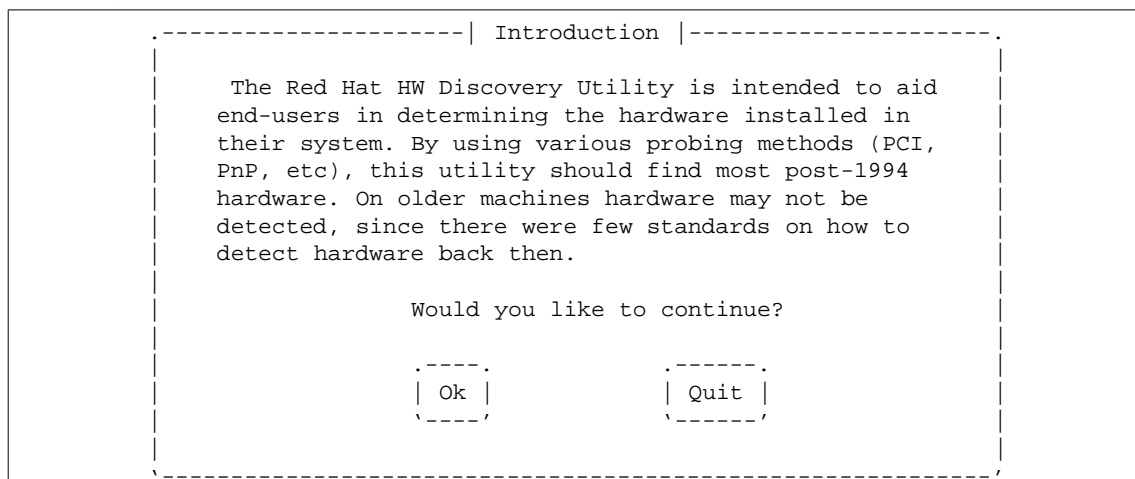 Introduction
The Red Hat HW Discovery Utility is intended to aid
end-users in determining the hardware installed in
their system. By using various probing methods (PCI,
PnP, etc), this utility should find most post-1994
hardware. On older machines hardware may not be
detected, since there were few standards on how to
detect hardware back then.
Would you like to continue?
Ok Quit